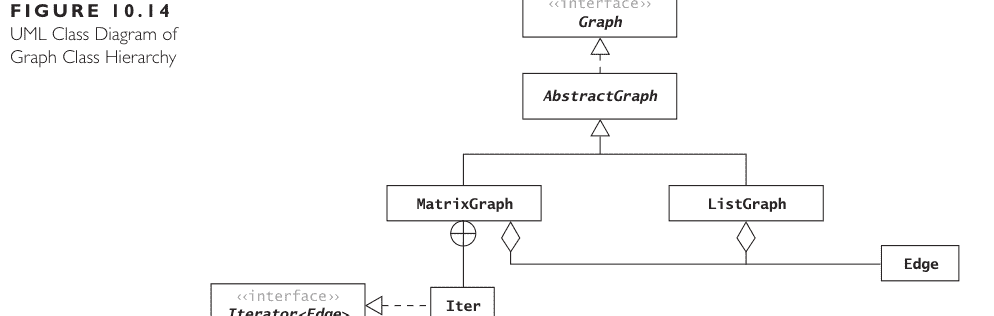 FIGURE 10.14
UML Class Diagram of
Graph Class Hierarchy
‹‹interface››
Graph
AbstractGraph
MatrixGraph
ListGraph
Edge
‹‹interface››
Iterator<Edge>
Iter